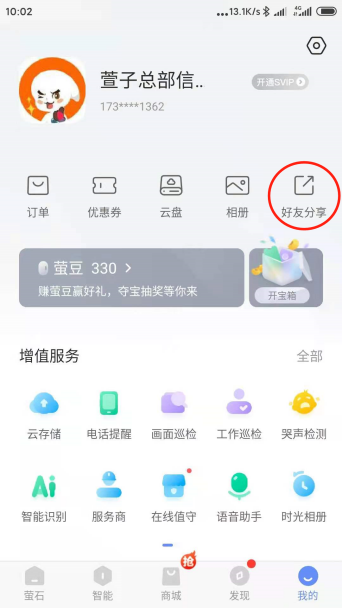 10:02
...13.1K/s 4G
萱子总部信..
开通SVIP
173****1362
订单 优惠券 云盘 相册 好友分享
萤豆 330
赚萤豆赢好礼，夺宝抽奖等你来
开宝箱
增值服务 全部
云存储 电话提醒 画面巡检 工作巡检 哭声检测
Ai
智能识别 服务商 在线值守 语音助手 时光相册
抢
萤石 智能 商城 发现 我的